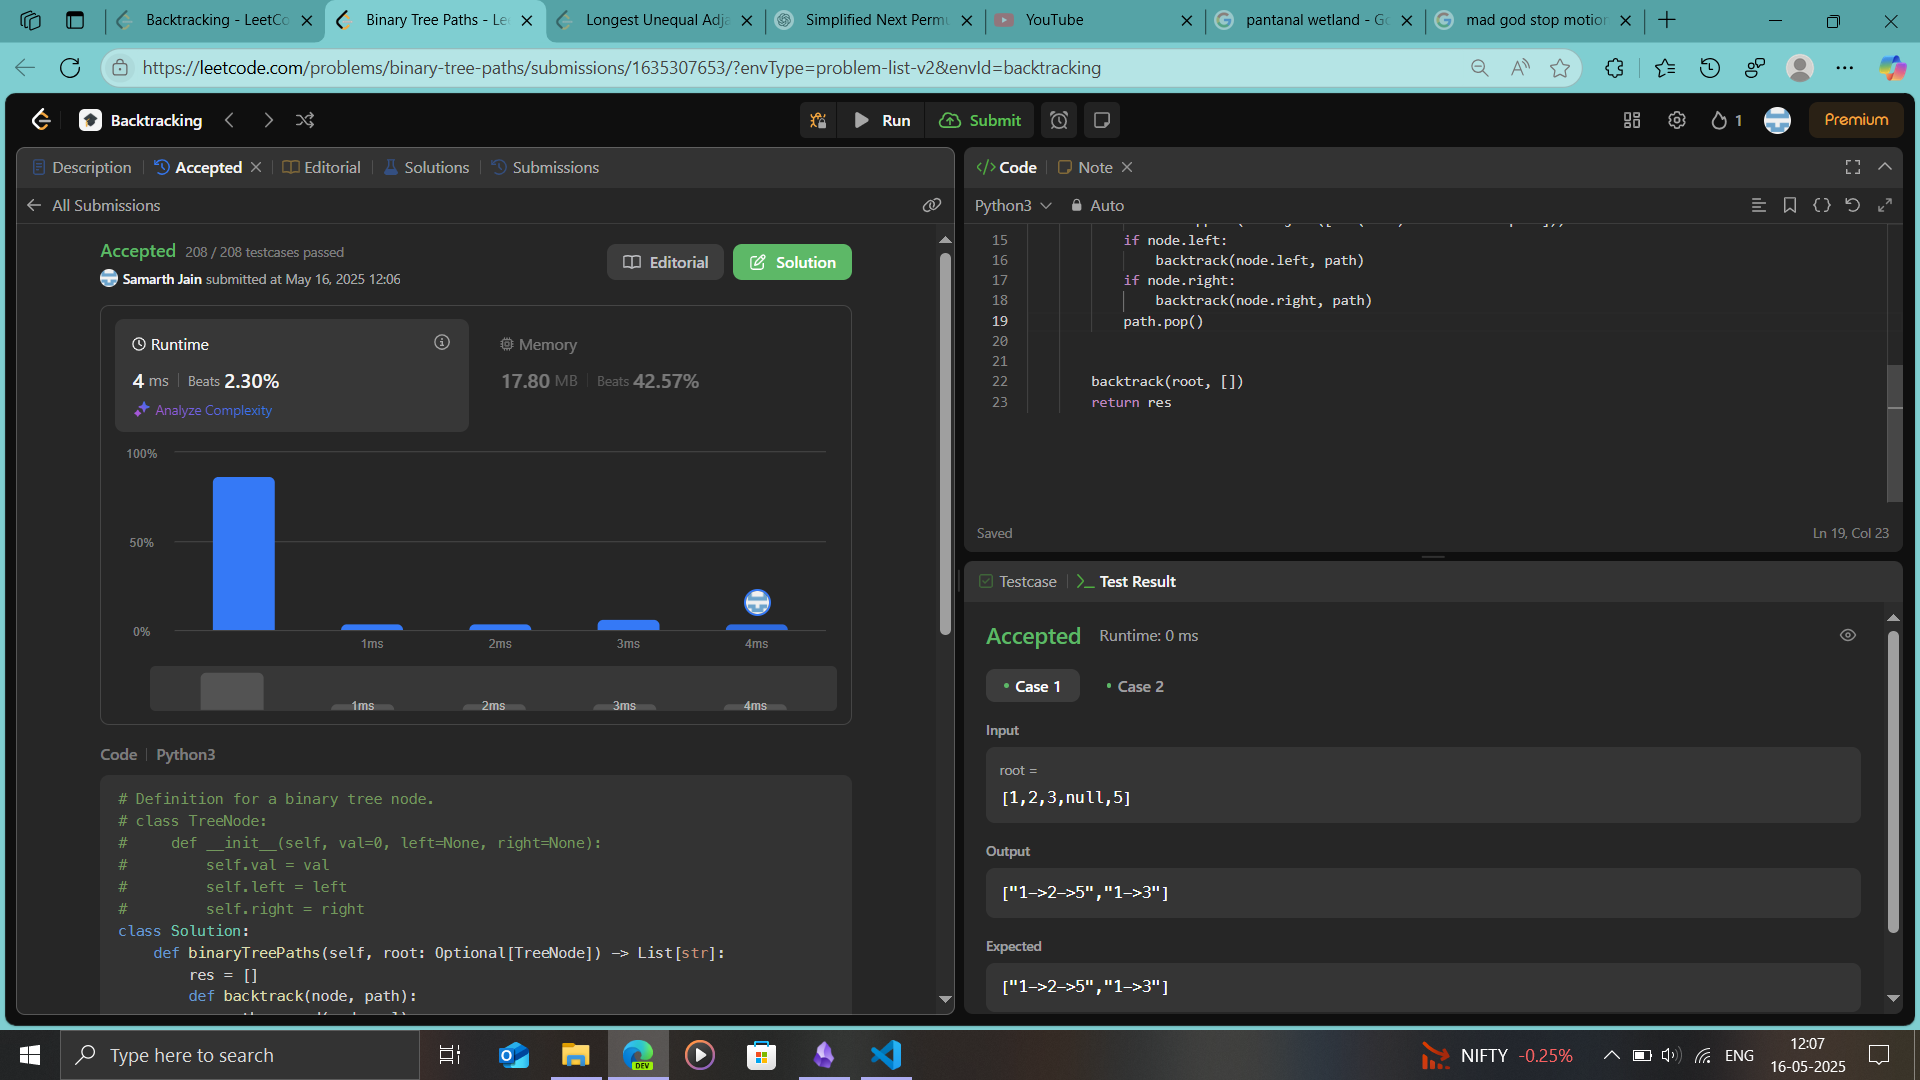 Backtracking - LeetCo
Binary Tree Paths - Le
Longest Unequal Adja
Simplified Next Permu
YouTube
pantanal wetland - Go
mad god stop motion
https://leetcode.com/problems/binary-tree-paths/submissions/1635307653/?envType=problem-list-v2&envId=backtracking
Backtracking
Run
Submit
1
Premium
Description
Accepted
Editorial
Solutions
Submissions
All Submissions
Accepted 208 / 208 testcases passed
Samarth Jain submitted at May 16, 2025 12:06
Editorial
Solution
Runtime
4 ms Beats 2.30%
Analyze Complexity
Memory
17.80 MB Beats 42.57%
100%
50%
0%
1ms 2ms 3ms 4ms
1ms 2ms 3ms 4ms
Code Python3
# Definition for a binary tree node.
# class TreeNode:
#     def __init__(self, val=0, left=None, right=None):
#         self.val = val
#         self.left = left
#         self.right = right
class Solution:
    def binaryTreePaths(self, root: Optional[TreeNode]) -> List[str]:
        res = []
        def backtrack(node, path):
</> Code
Note
Python3
Auto
15 if node.left:
16 backtrack(node.left, path)
17 if node.right:
18 backtrack(node.right, path)
19 path.pop()
20
21
22 backtrack(root, [])
23 return res
Saved
Ln 19, Col 23
Testcase
Test Result
Accepted Runtime: 0 ms
Case 1
Case 2
Input
root =
[1,2,3,null,5]
Output
["1->2->5","1->3"]
Expected
["1->2->5","1->3"]
Type here to search
DEV
NIFTY -0.25%
ENG
12:07
16-05-2025